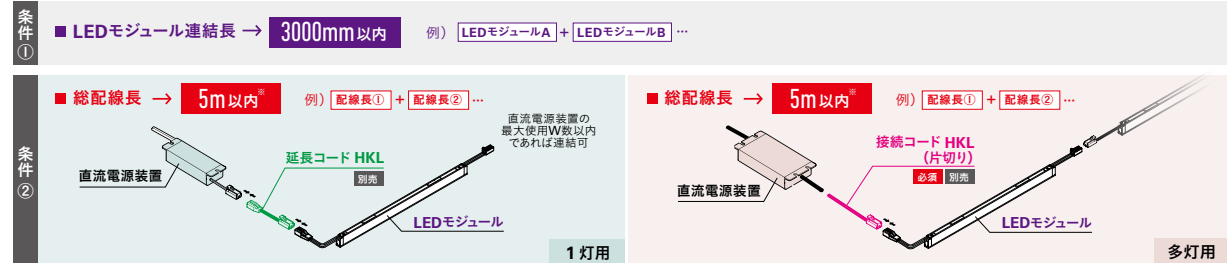 条件①
■ LEDモジュール連結長 → 3000mm以内 例） LEDモジュールA + LEDモジュールB …
条件②
■ 総配線長 → 5m以内※ 例） 配線長① + 配線長② …
直流電源装置の
最大使用W数以内
であれば連結可
延長コード HKL
別売
直流電源装置
LEDモジュール
1灯用
■ 総配線長 → 5m以内※ 例） 配線長① + 配線長② …
接続コード HKL
(片切り)
必須 別売
直流電源装置
LEDモジュール
多灯用